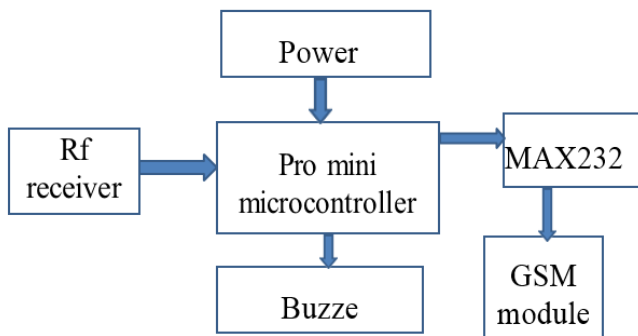 Power
Rf
receiver
Pro mini
microcontroller
MAX232
Buzze
GSM
module